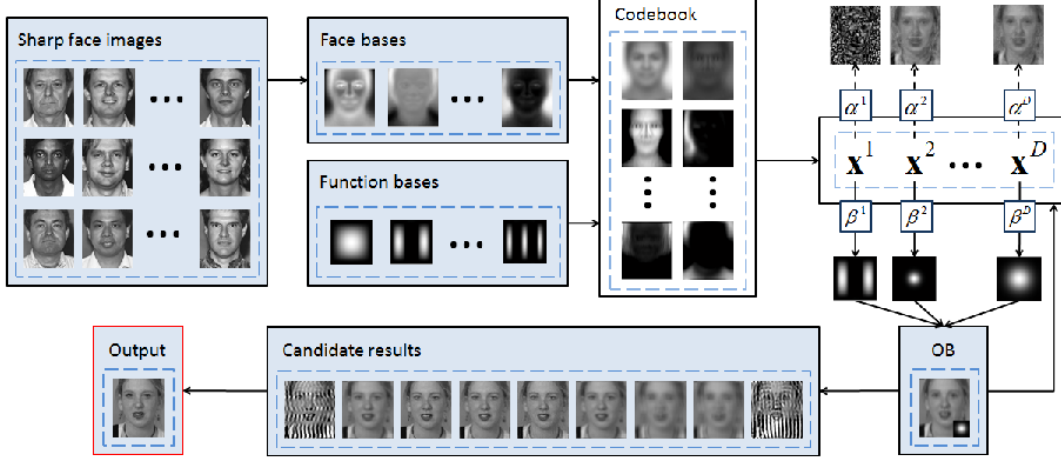 Sharp face images
Face bases
Function bases
Codebook
α¹ α² αᴰ
x¹ x² ••• xᴰ
β¹ β² βᴰ
OB
Candidate results
Output